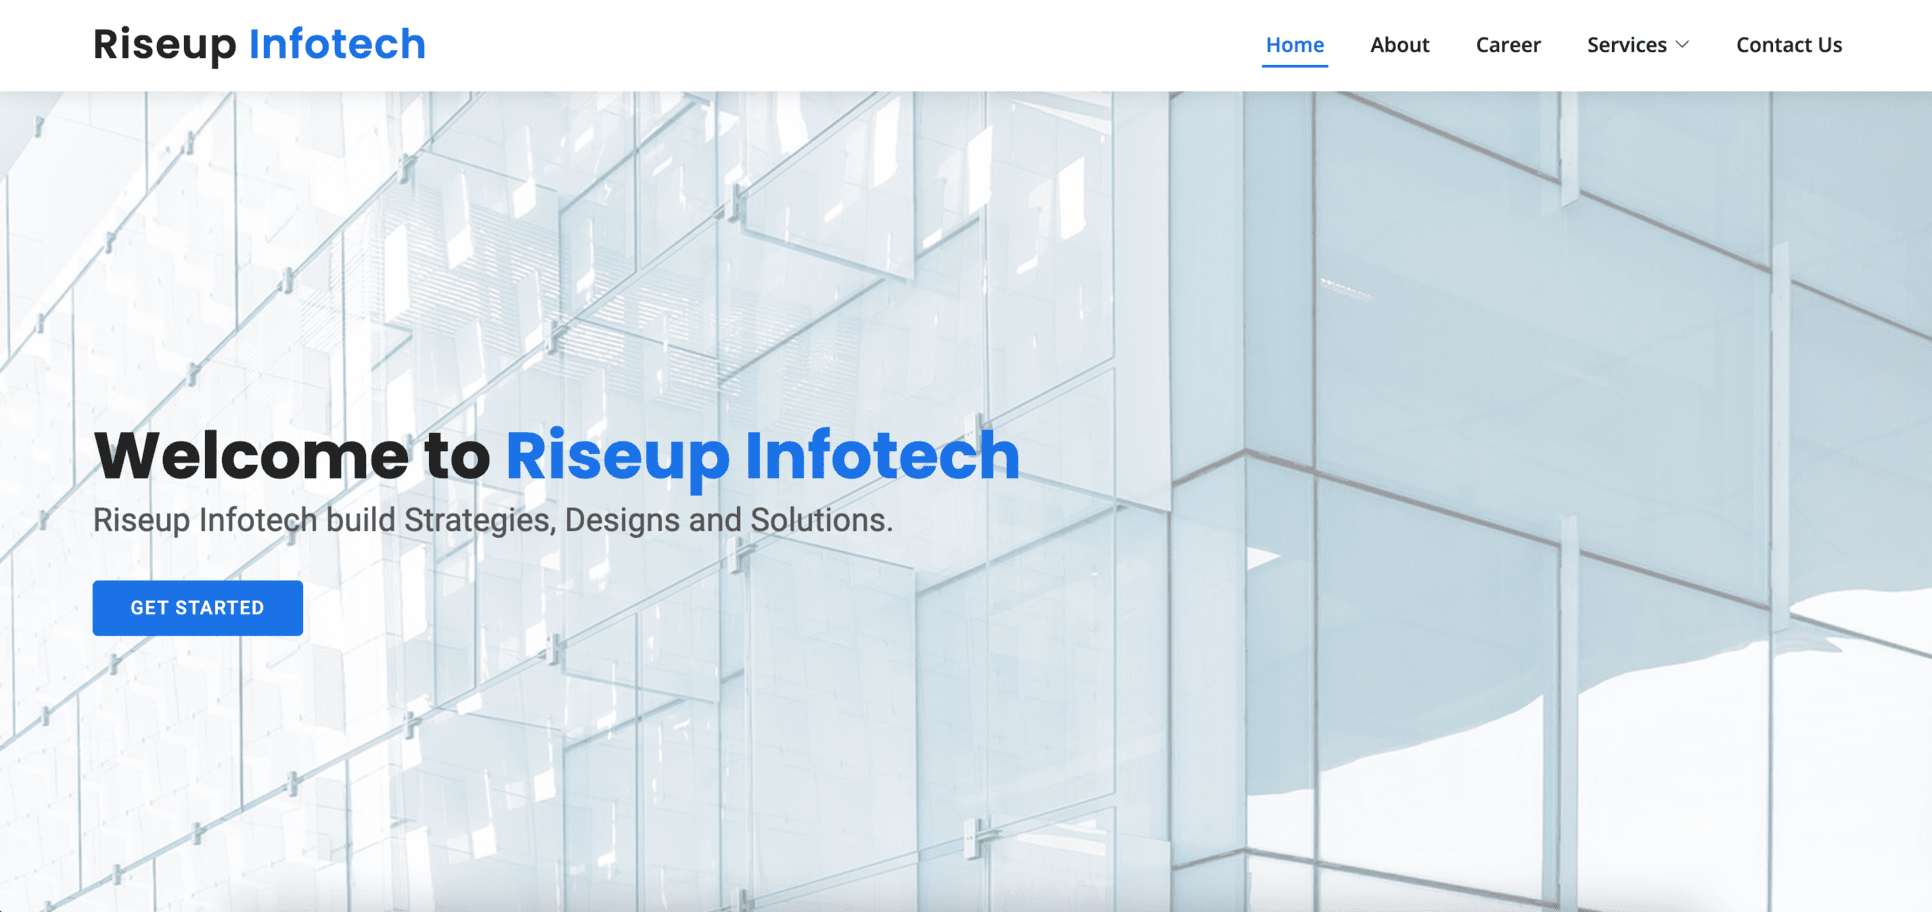 Riseup Infotech
Home About Career Services Contact Us
Welcome to Riseup Infotech
Riseup Infotech build Strategies, Designs and Solutions.
GET STARTED